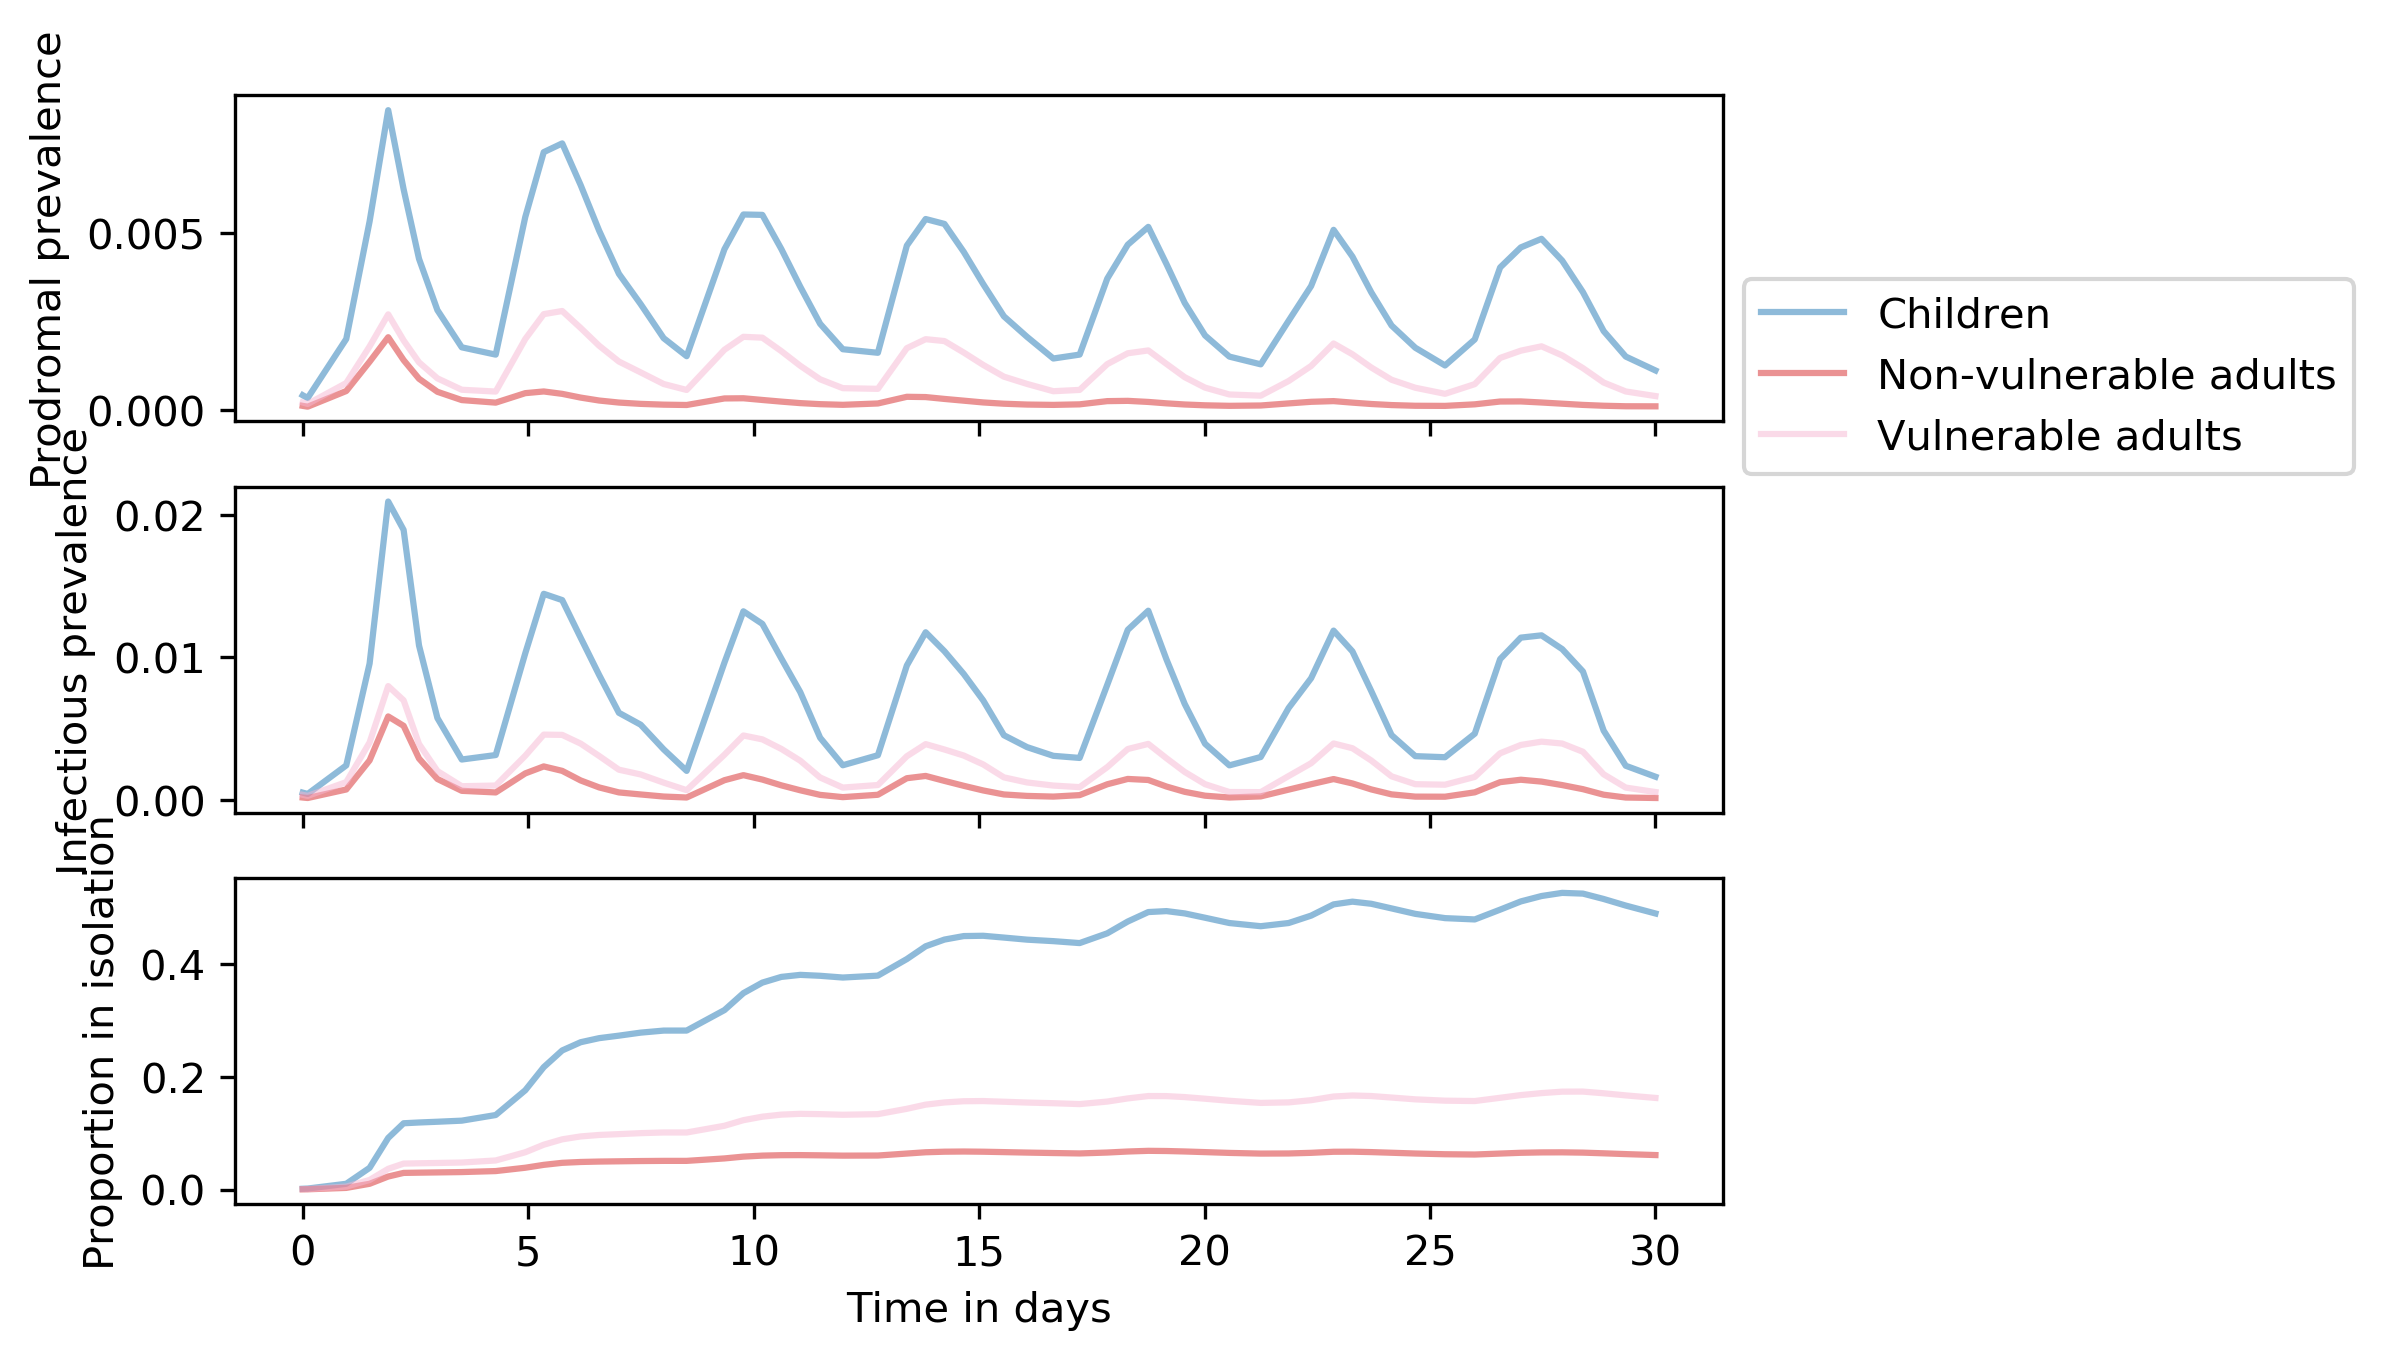 Prodromal prevalence
0.005
0.000
Children
Non-vulnerable adults
Vulnerable adults
Infectious prevalence
0.02
0.01
0.00
Proportion in isolation
0.4
0.2
0.0
0 5 10 15 20 25 30
Time in days